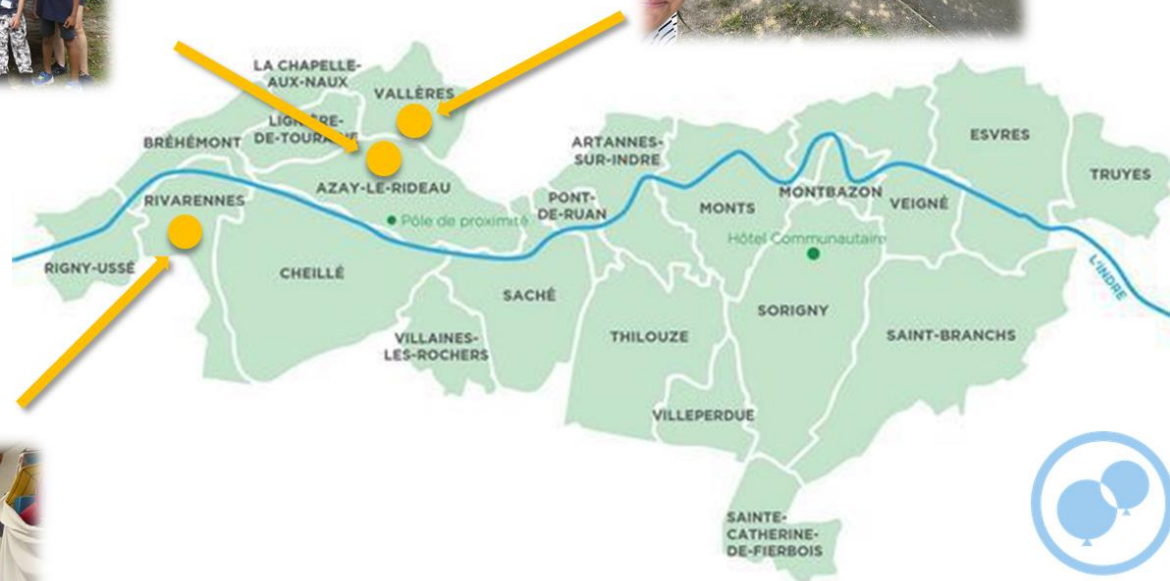 LA CHAPELLE-
AUX-NAUX
VALLÈRES
LIGNIÈRE-
DE-TOURAINE
BRÉHÉMONT
ARTANNES-
SUR-INDRE
ESVRES
TRUYES
AZAY-LE-RIDEAU
RIVARENNES
PONT-
DE-RUAN
MONTBAZON
VEIGNÉ
MONTS
Pôle de proximité
Hôtel Communautaire
RIGNY-USSÉ
CHEILLÉ
L'INDRE
SACHÉ
SORIGNY
VILLAINES-
LES-ROCHERS
THILOUZE
SAINT-BRANCHS
VILLEPERDUE
SAINTE-
CATHERINE-
DE-FIERBOIS